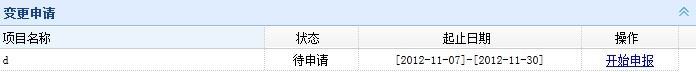 变更申请
项目名称 状态 起止日期 操作
d 待申请 [2012-11-07]-[2012-11-30] 开始申报